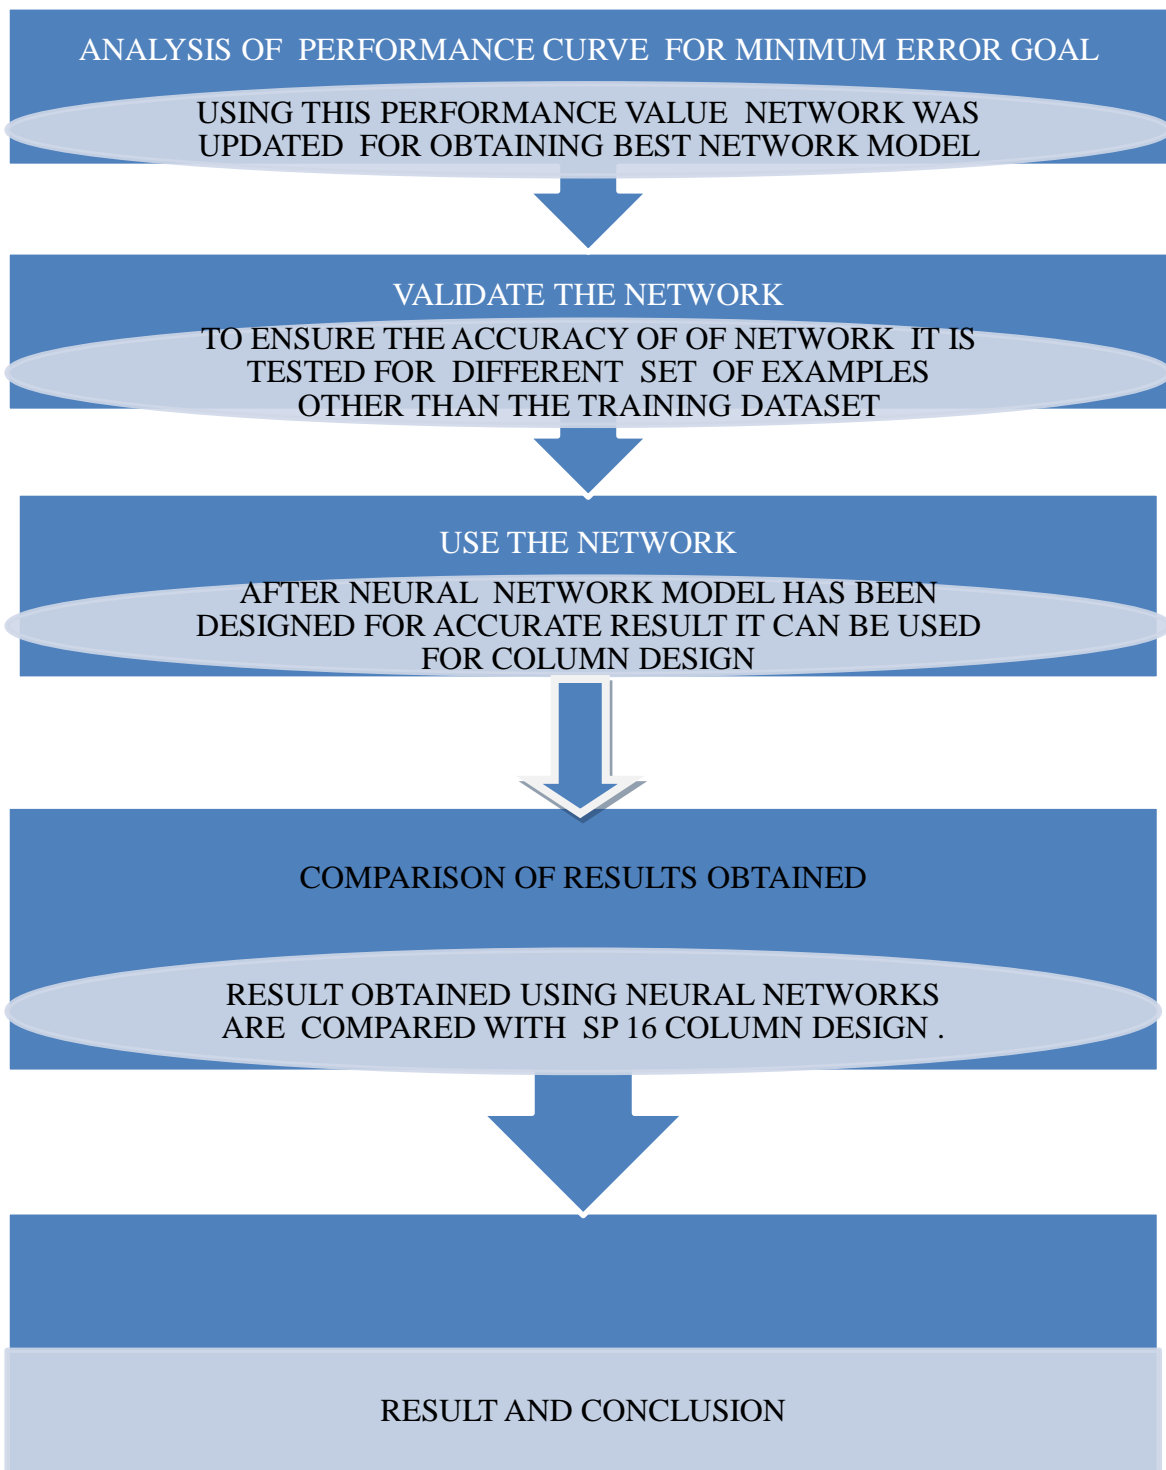 ANALYSIS OF PERFORMANCE CURVE FOR MINIMUM ERROR GOAL
USING THIS PERFORMANCE VALUE NETWORK WAS
UPDATED FOR OBTAINING BEST NETWORK MODEL
VALIDATE THE NETWORK
TO ENSURE THE ACCURACY OF OF NETWORK IT IS
TESTED FOR DIFFERENT SET OF EXAMPLES
OTHER THAN THE TRAINING DATASET
USE THE NETWORK
AFTER NEURAL NETWORK MODEL HAS BEEN
DESIGNED FOR ACCURATE RESULT IT CAN BE USED
FOR COLUMN DESIGN
COMPARISON OF RESULTS OBTAINED
RESULT OBTAINED USING NEURAL NETWORKS
ARE COMPARED WITH SP 16 COLUMN DESIGN .
RESULT AND CONCLUSION